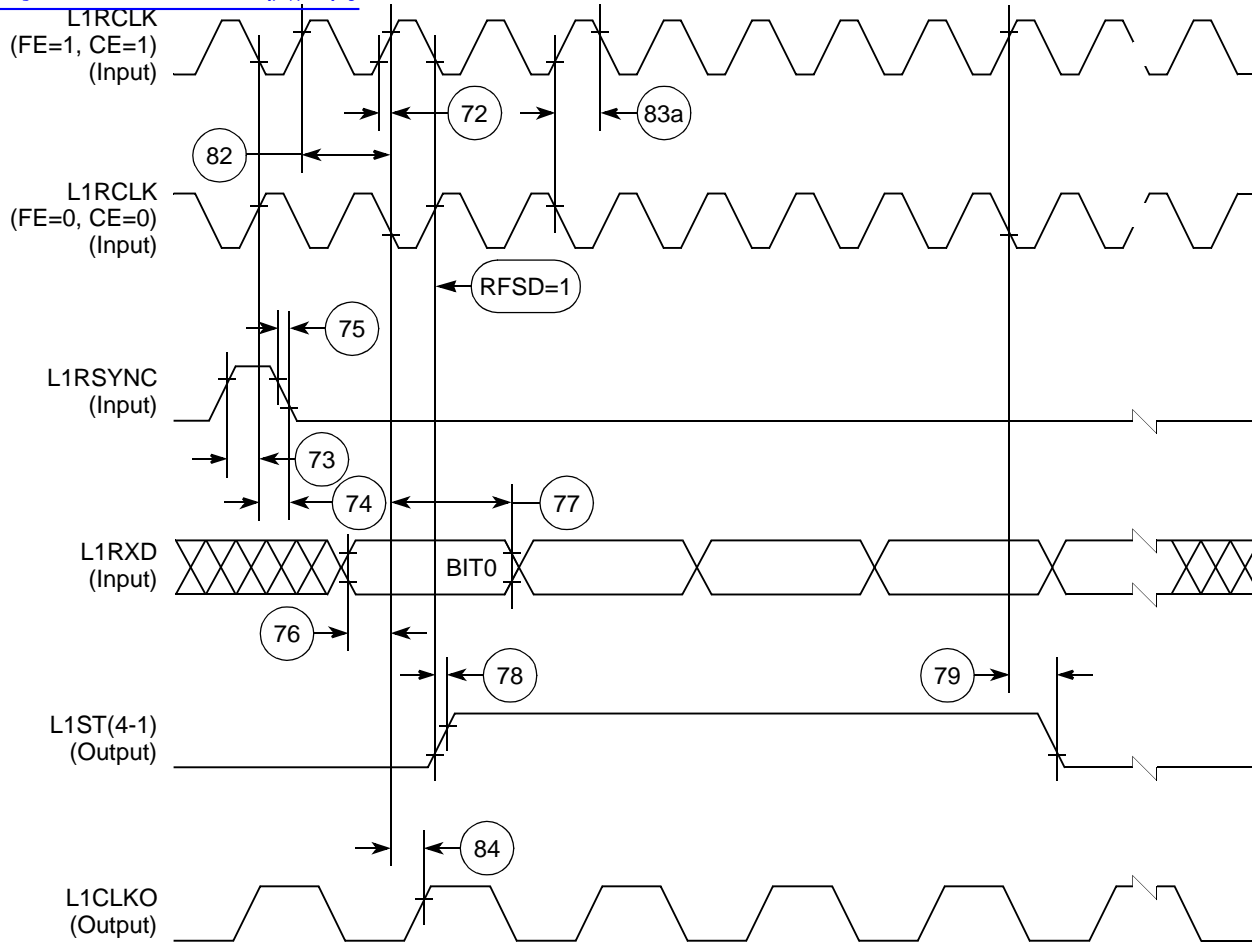 L1RCLK
(FE=1, CE=1)
(Input)
72
83a
82
L1RCLK
(FE=0, CE=0)
(Input)
RFSD=1
75
L1RSYNC
(Input)
73
74
77
L1RXD
(Input)
BIT0
76
78
79
L1ST(4-1)
(Output)
84
L1CLKO
(Output)